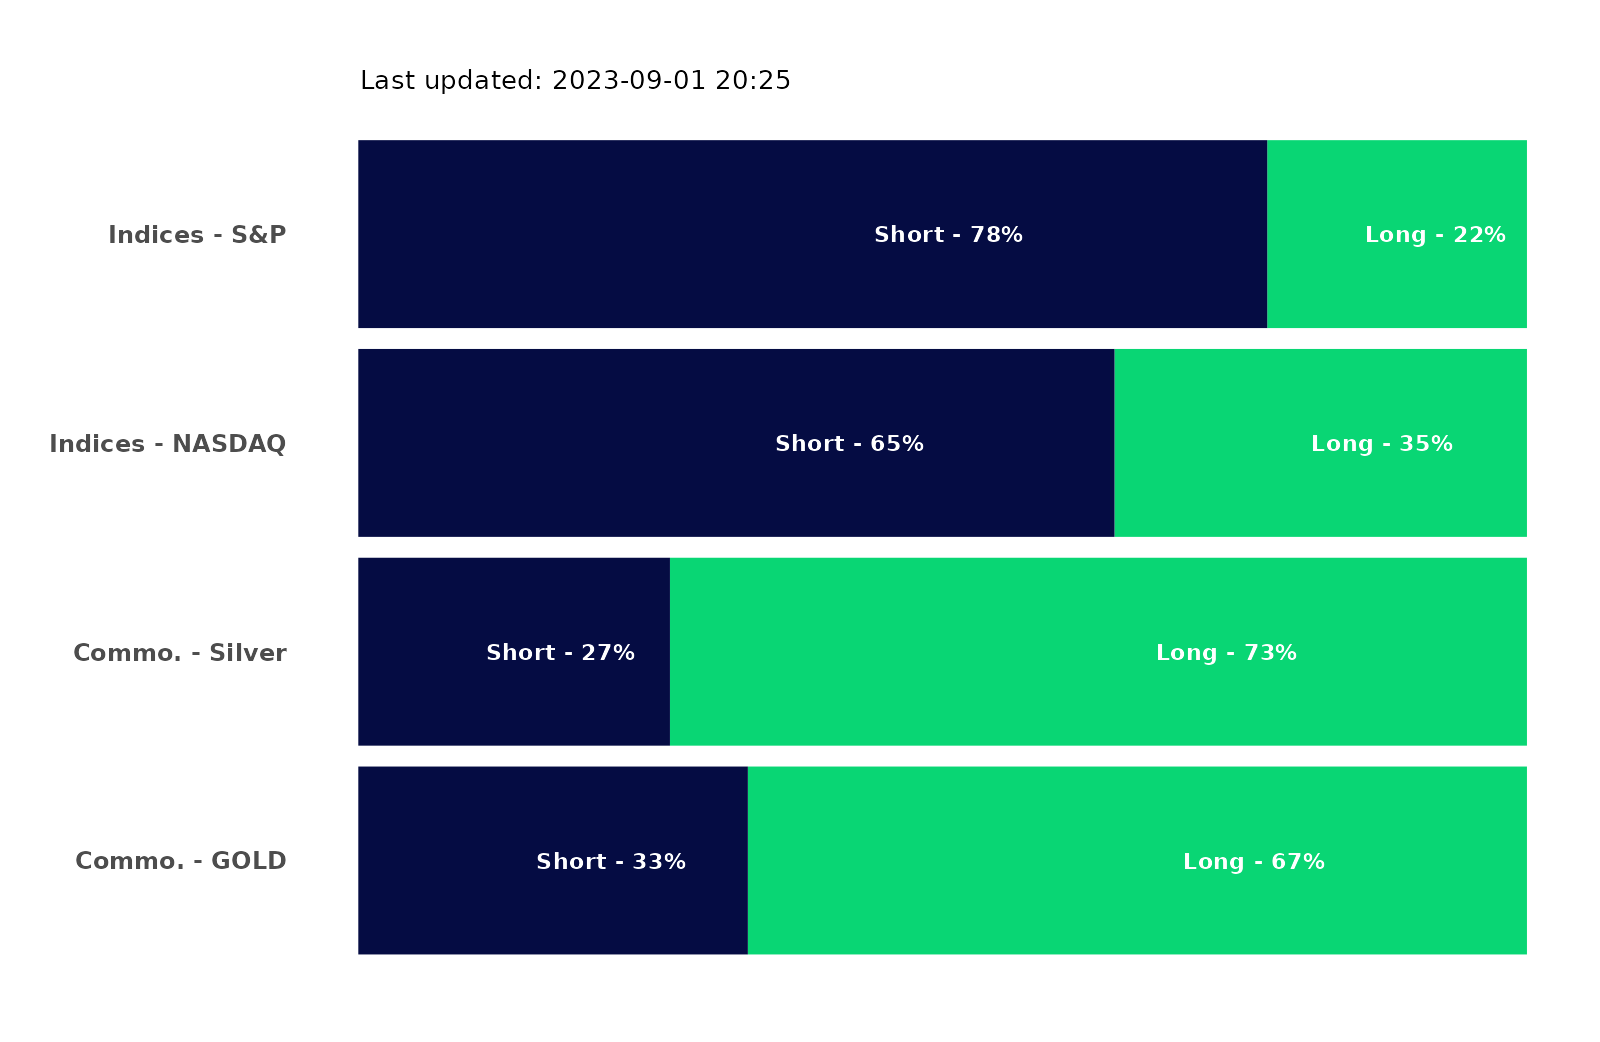 Last updated: 2023-09-01 20:25
Indices - S&P
Short - 78%
Long - 22%
Indices - NASDAQ
Short - 65%
Long - 35%
Commo. - Silver
Short - 27%
Long - 73%
Commo. - GOLD
Short - 33%
Long - 67%